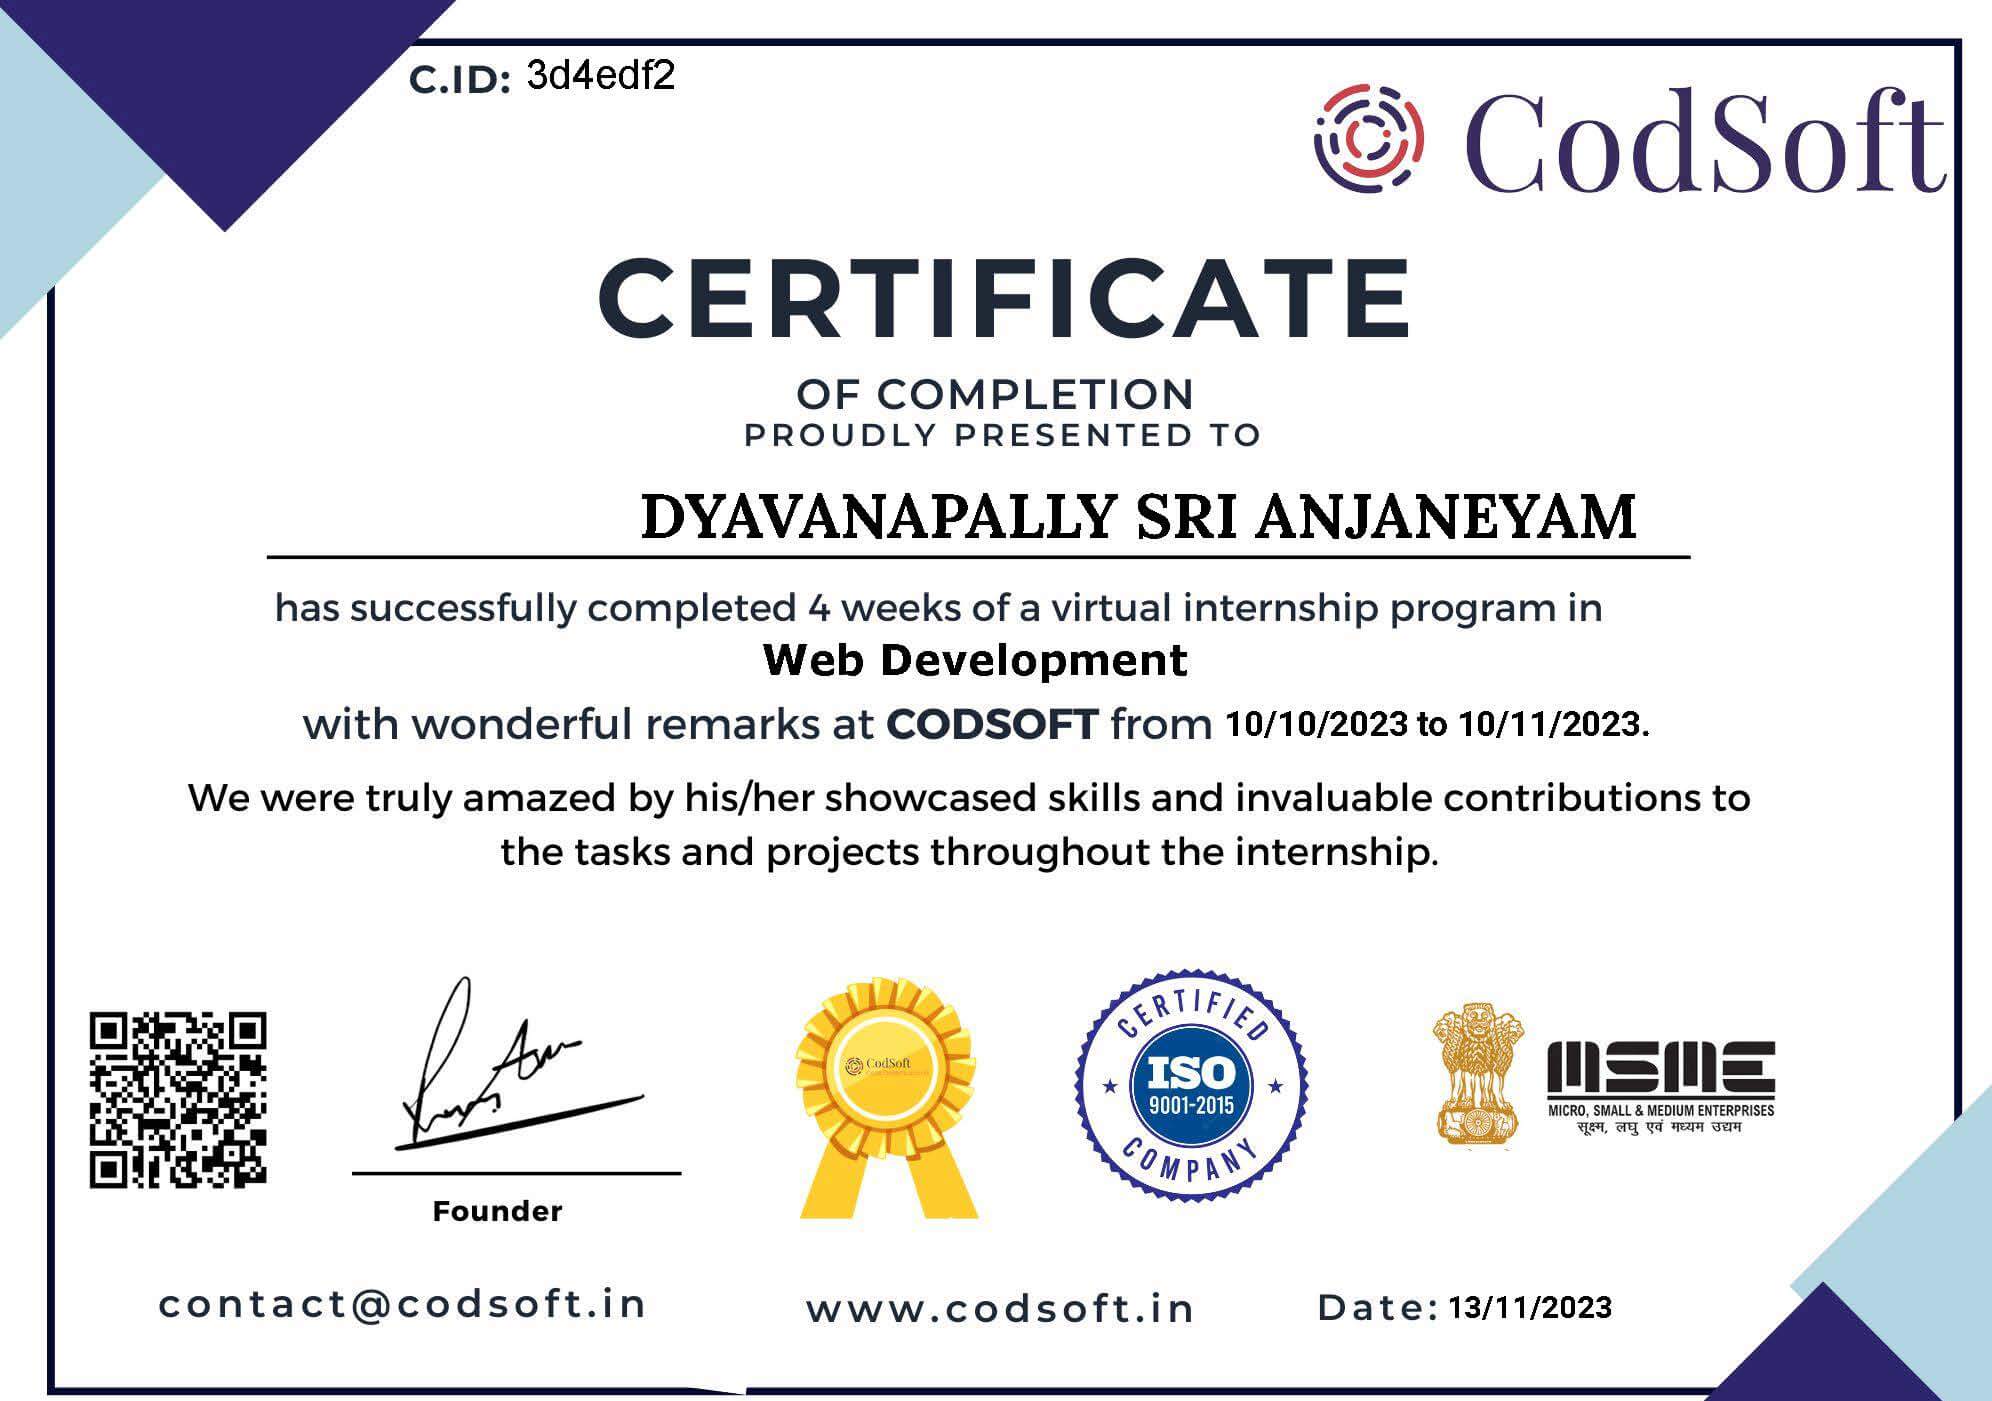 C.ID: 3d4edf2
CodSoft
CERTIFICATE
OF COMPLETION
PROUDLY PRESENTED TO
DYAVANAPALLY SRI ANJANEYAM
has successfully completed 4 weeks of a virtual internship program in
Web Development
with wonderful remarks at CODSOFT from 10/10/2023 to 10/11/2023.
We were truly amazed by his/her showcased skills and invaluable contributions to
the tasks and projects throughout the internship.
Founder
CodSoft
CERTIFIED
ISO
9001-2015
COMPANY
MSME
MICRO, SMALL & MEDIUM ENTERPRISES
सूक्ष्म, लघु एवं मध्यम उद्यम
contact@codsoft.in
www.codsoft.in
Date: 13/11/2023